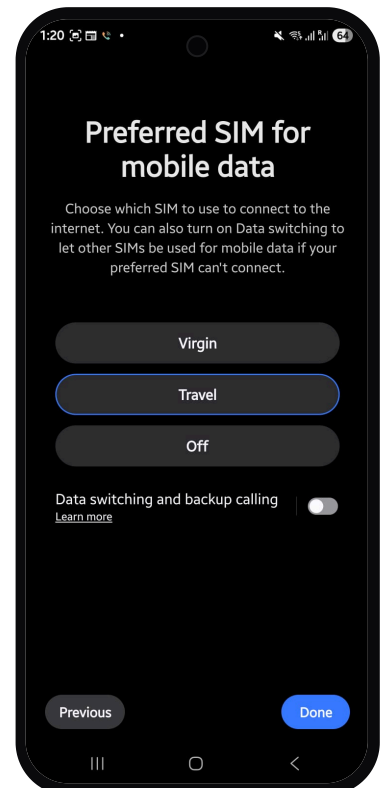 1:20
64
Preferred SIM for
mobile data
Choose which SIM to use to connect to the
internet. You can also turn on Data switching to
let other SIMs be used for mobile data if your
preferred SIM can't connect.
Virgin
Travel
Off
Data switching and backup calling
Learn more
Previous
Done